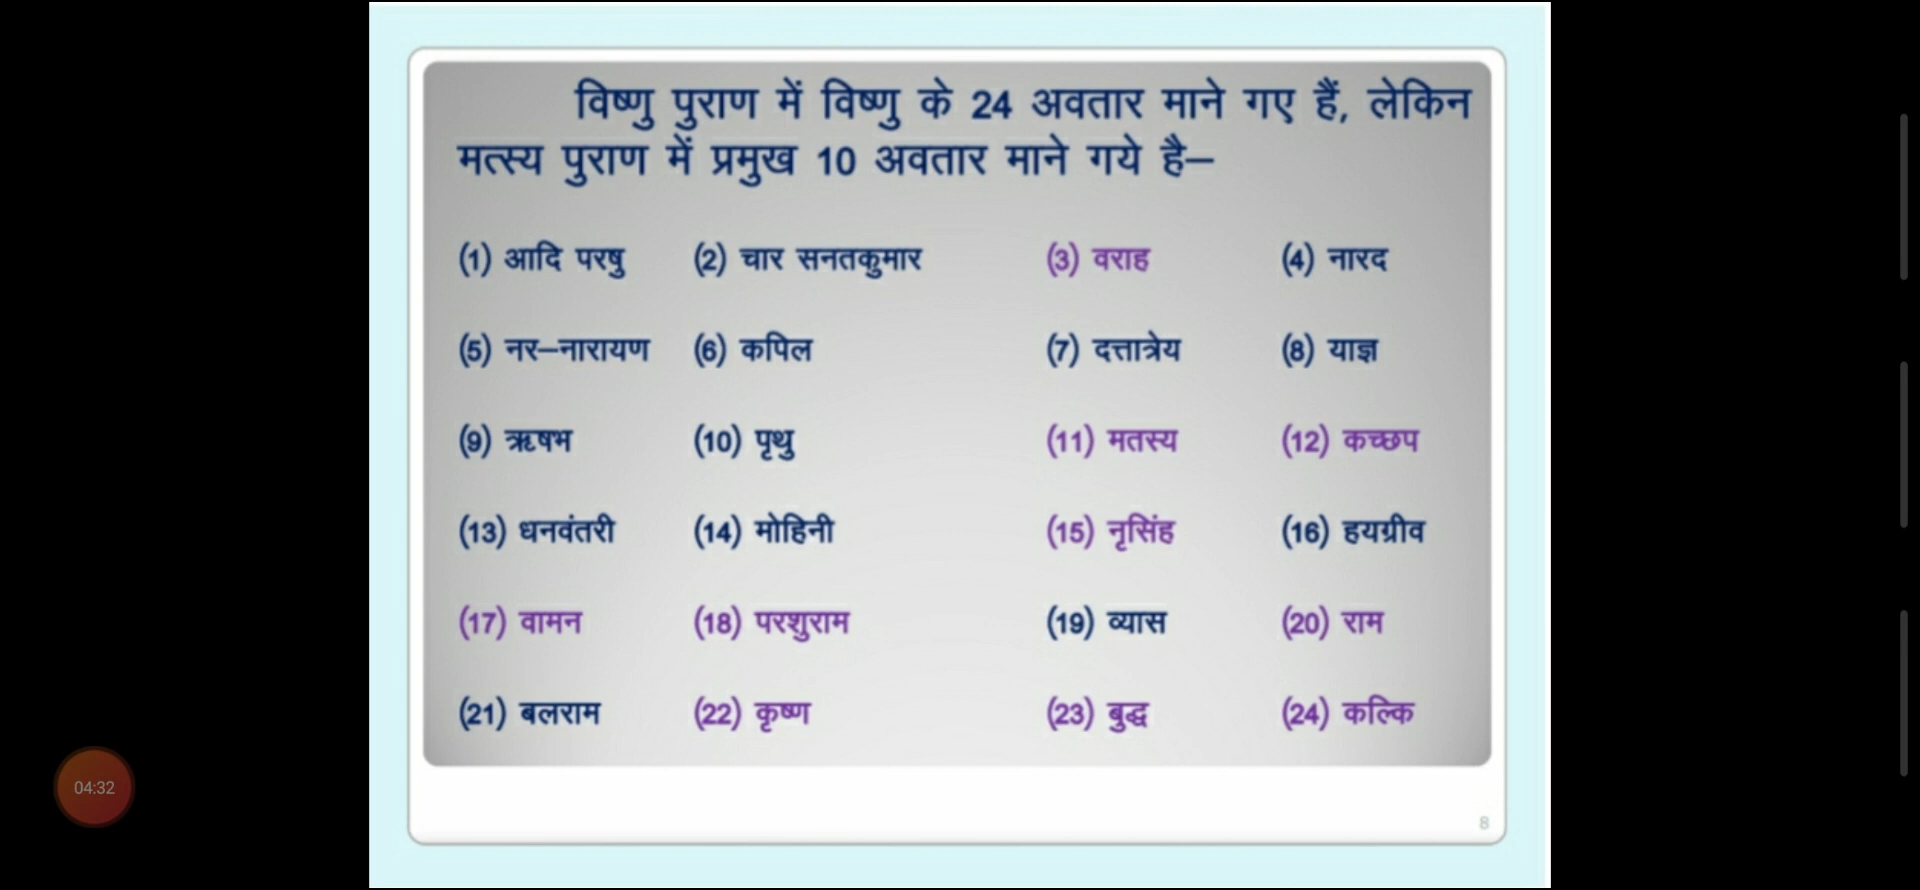 विष्णु पुराण में विष्णु के 24 अवतार माने गए हैं, लेकिन
मत्स्य पुराण में प्रमुख 10 अवतार माने गये है–
(1) आदि परषु (2) चार सनतकुमार (3) वराह (4) नारद
(5) नर–नारायण (6) कपिल (7) दत्तात्रेय (8) याज्ञ
(9) ऋषभ (10) पृथु (11) मतस्य (12) कच्छप
(13) धनवंतरी (14) मोहिनी (15) नृसिंह (16) हयग्रीव
(17) वामन (18) परशुराम (19) व्यास (20) राम
(21) बलराम (22) कृष्ण (23) बुद्ध (24) कल्कि
04:32
8